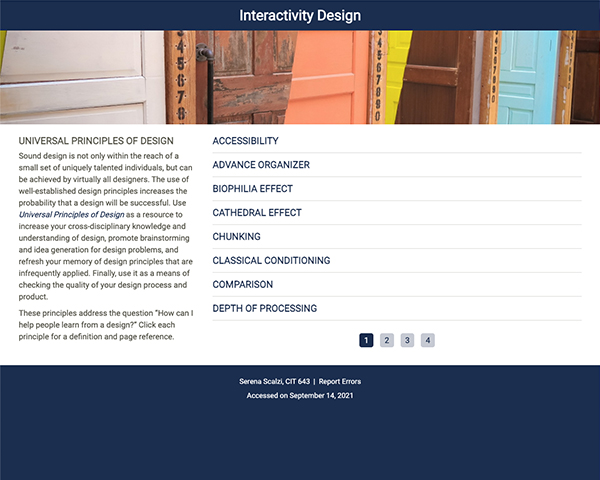 Interactivity Design
4
5
6
7
8
UNIVERSAL PRINCIPLES OF DESIGN
Sound design is not only within the reach of a
small set of uniquely talented individuals, but can
be achieved by virtually all designers. The use of
well-established design principles increases the
probability that a design will be successful. Use
Universal Principles of Design as a resource to
increase your cross-disciplinary knowledge and
understanding of design, promote brainstorming
and idea generation for design problems, and
refresh your memory of design principles that are
infrequently applied. Finally, use it as a means of
checking the quality of your design process and
product.
These principles address the question “How can I
help people learn from a design?” Click each
principle for a definition and page reference.
ACCESSIBILITY
ADVANCE ORGANIZER
BIOPHILIA EFFECT
CATHEDRAL EFFECT
CHUNKING
CLASSICAL CONDITIONING
COMPARISON
DEPTH OF PROCESSING
1 2 3 4
Serena Scalzi, CIT 643 | Report Errors
Accessed on September 14, 2021